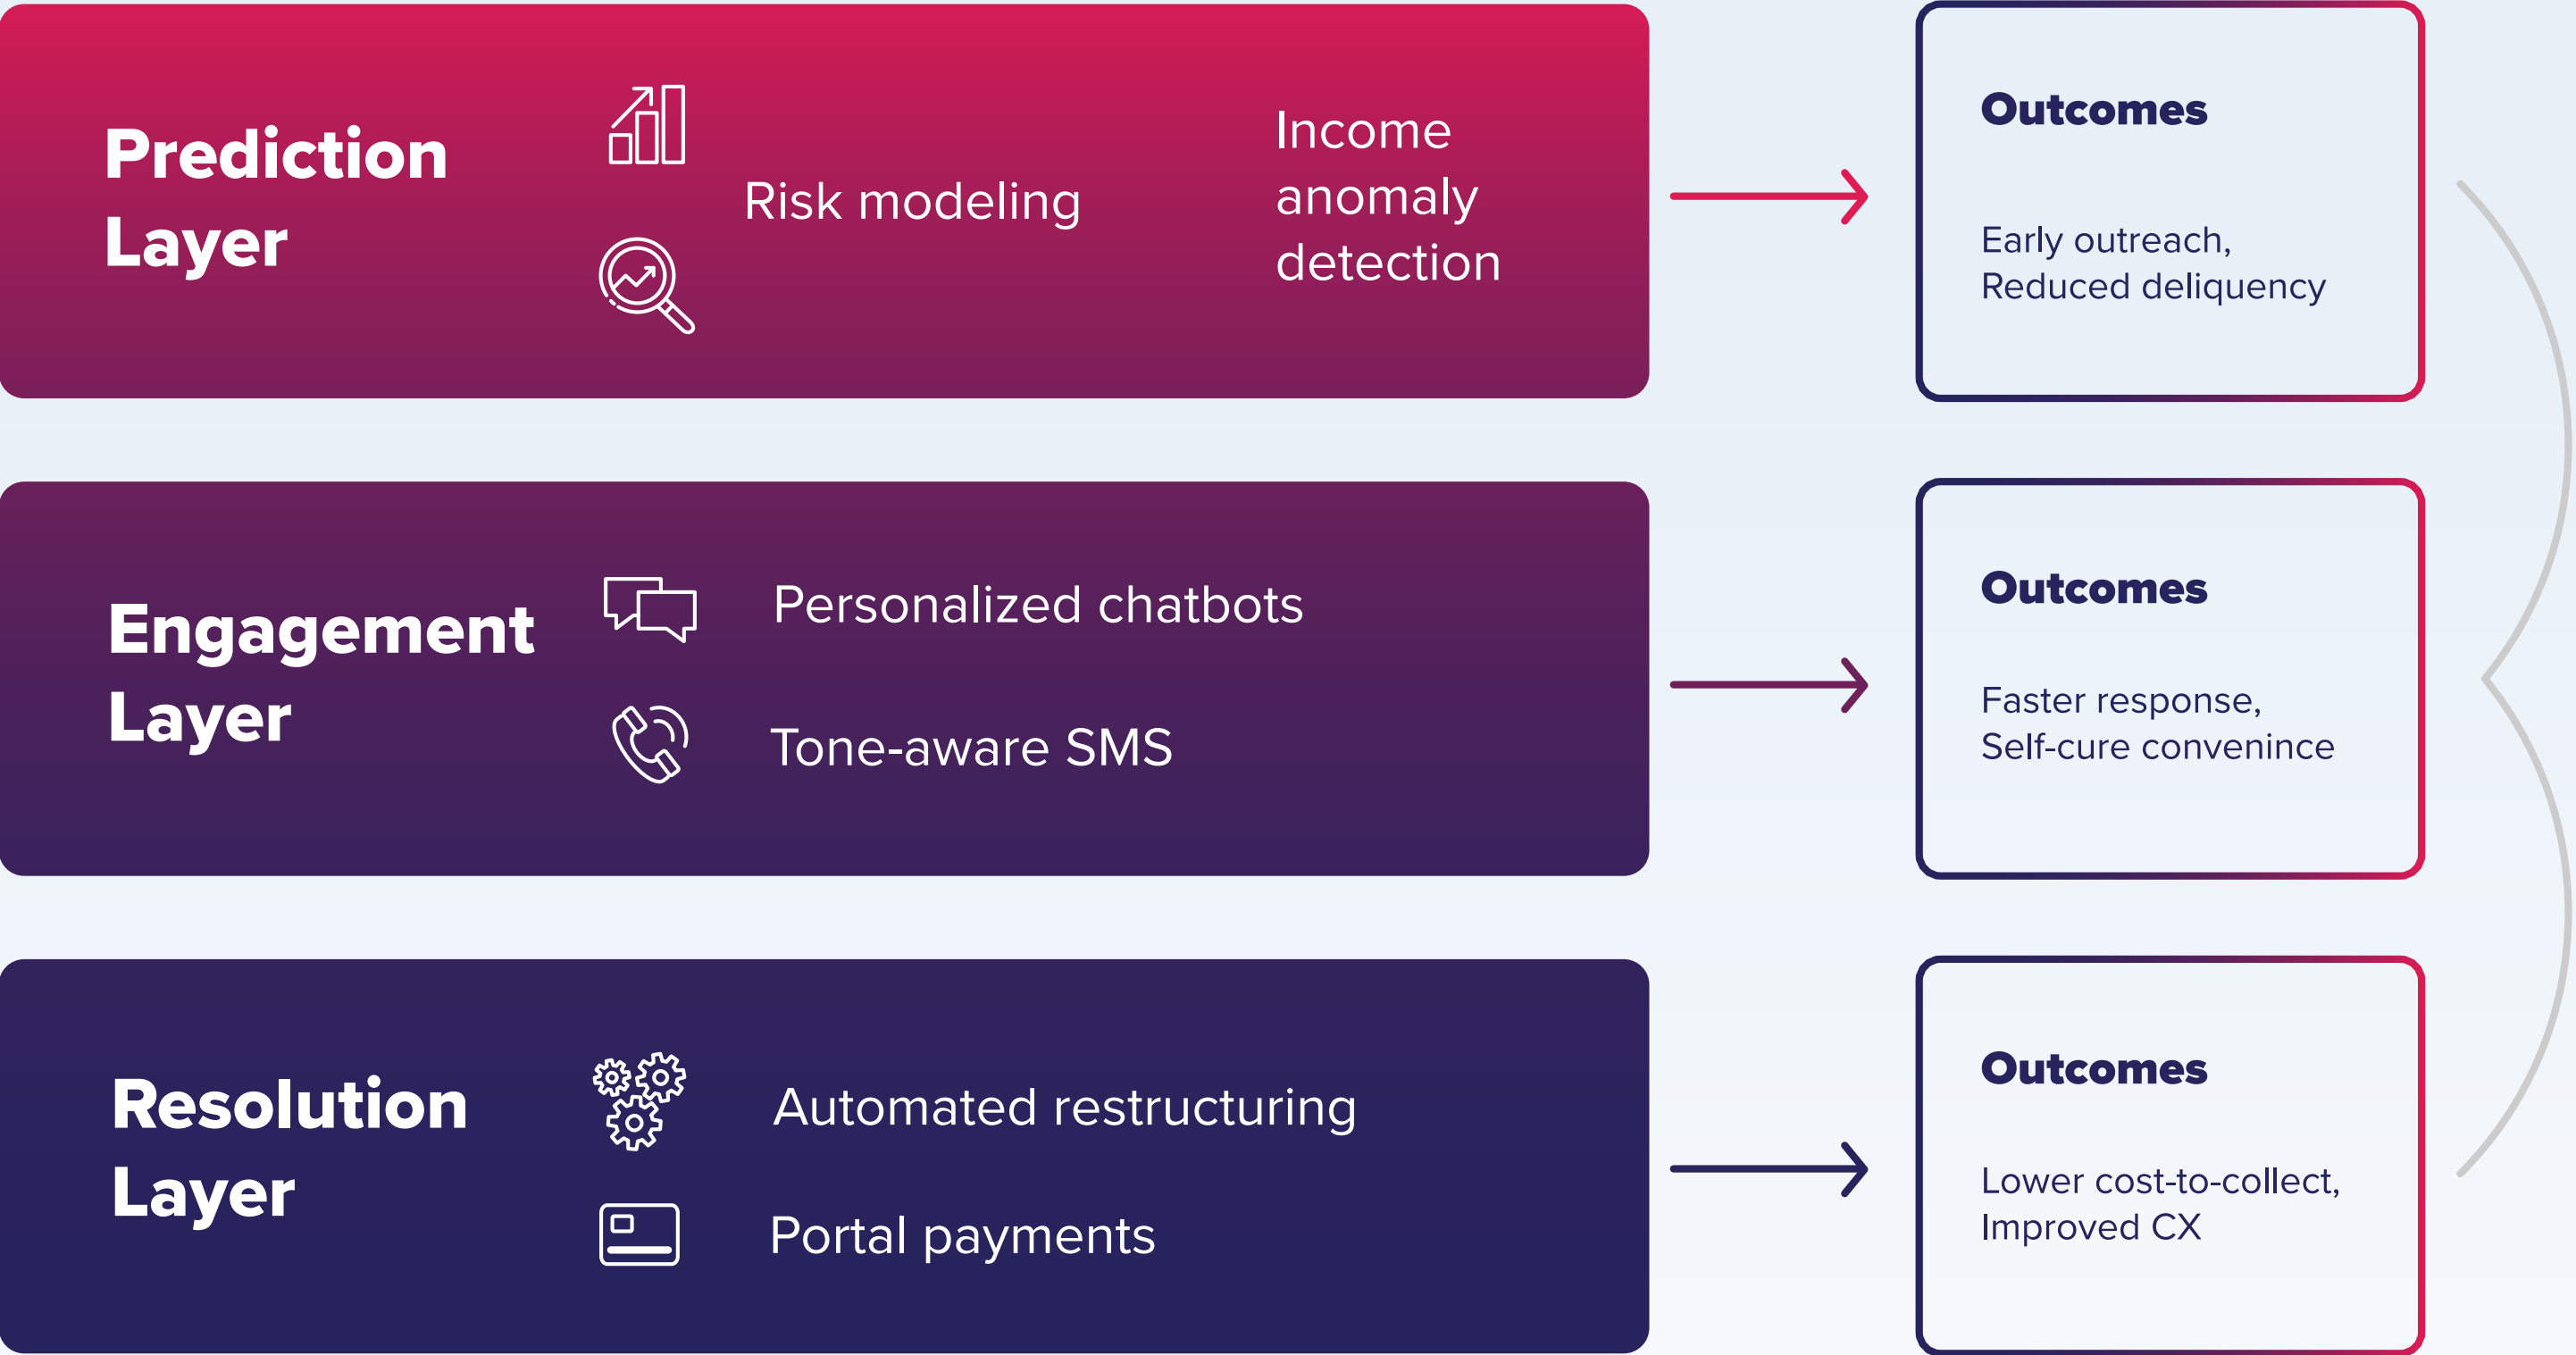 Prediction
Layer
Risk modeling
Income
anomaly
detection
Outcomes
Early outreach,
Reduced deliquency
Engagement
Layer
Personalized chatbots
Tone-aware SMS
Outcomes
Faster response,
Self-cure convenince
Resolution
Layer
Automated restructuring
Portal payments
Outcomes
Lower cost-to-collect,
Improved CX